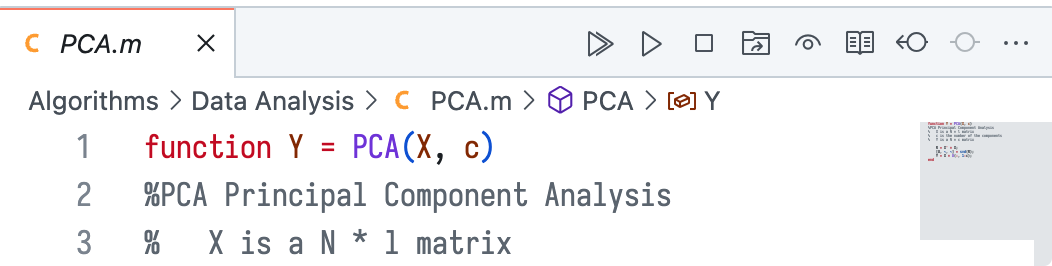 PCA.m
Algorithms > Data Analysis > C PCA.m > PCA > Y
1 function Y = PCA(X, c)
2 %PCA Principal Component Analysis
3 %   X is a N * l matrix